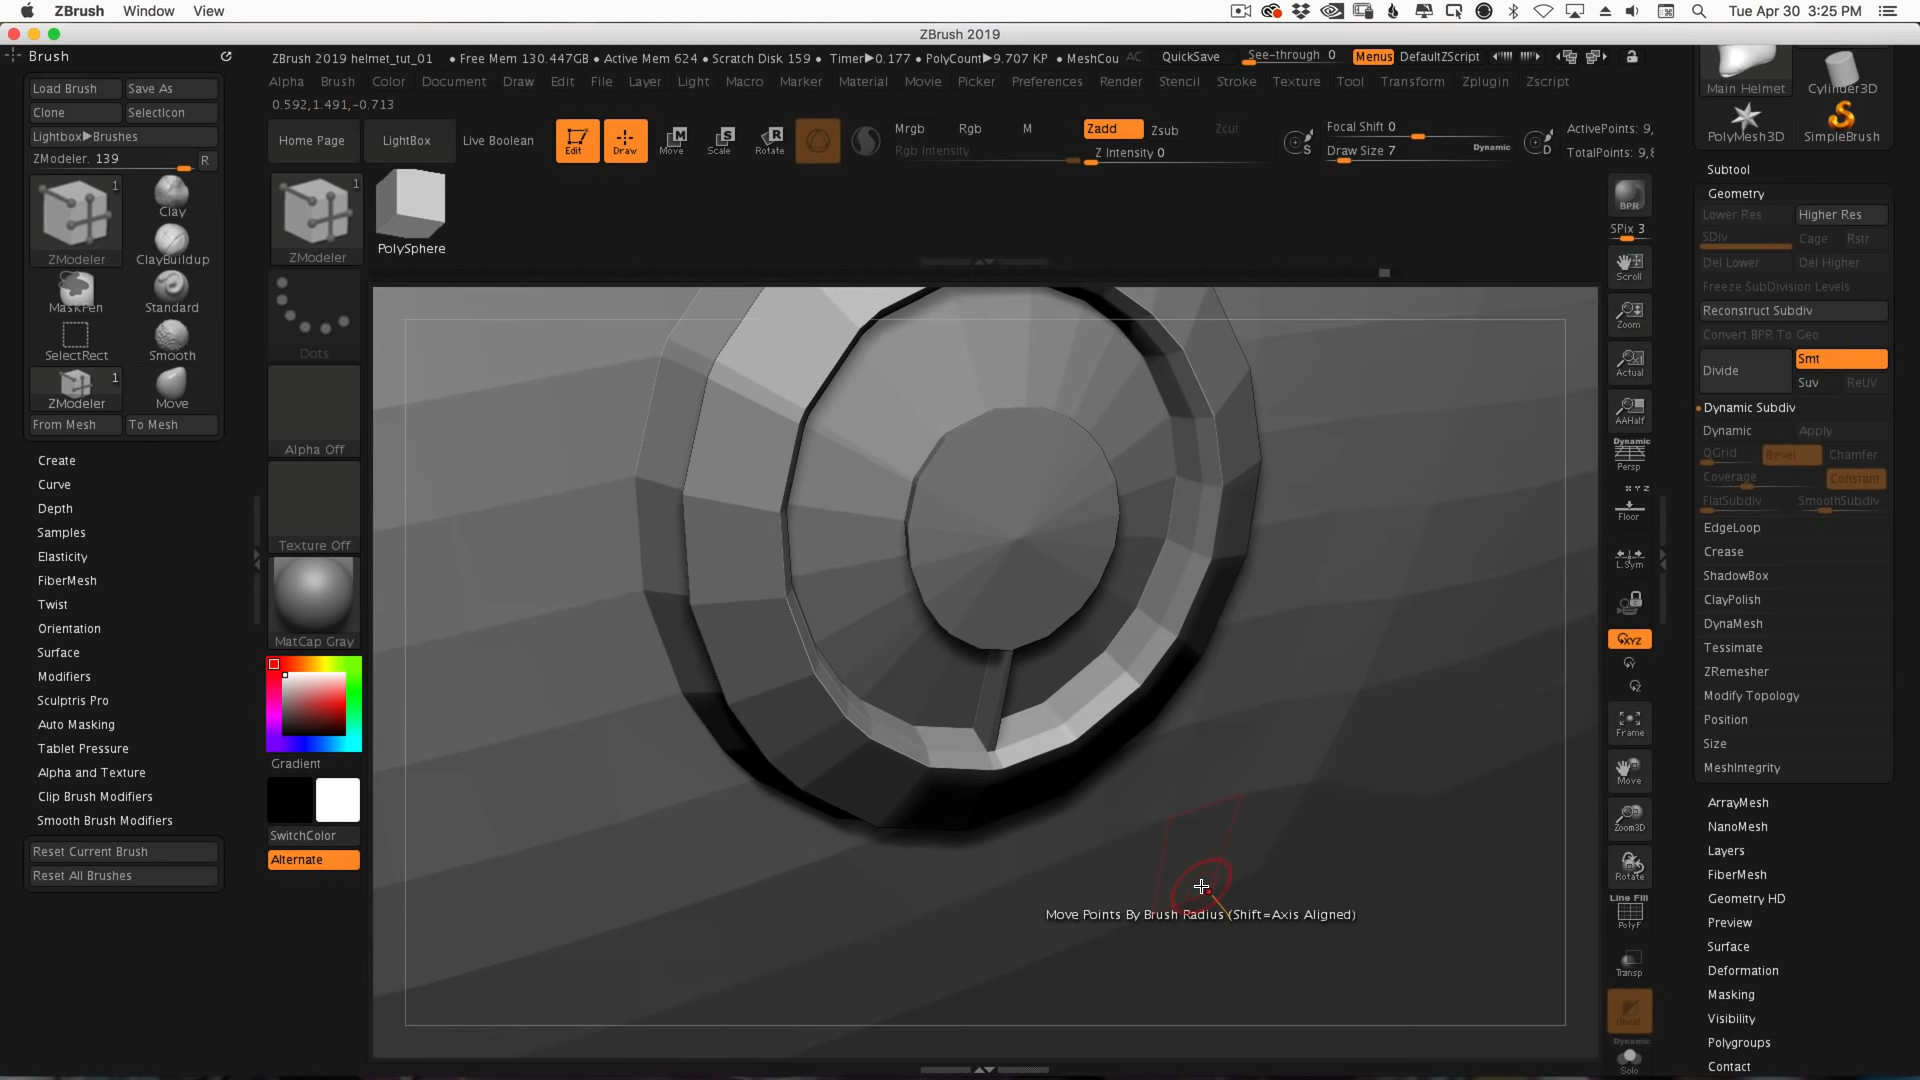 ZBrush Window View
Tue Apr 30 3:25 PM
ZBrush 2019
Brush
ZBrush 2019 helmet_tut_01 • Free Mem 130.447GB • Active Mem 624 • Scratch Disk 159 • Timer▶0.177 • PolyCount▶9.707 KP • MeshCou AC QuickSave See-through 0 Menus DefaultZScript
Alpha Brush Color Document Draw Edit File Layer Light Macro Marker Material Movie Picker Preferences Render Stencil Stroke Texture Tool Transform Zplugin Zscript
0.592,1.491,-0.713
Home Page LightBox Live Boolean Edit Draw Move Scale Rotate
Mrgb Rgb M Zadd Zsub Zcut
Rgb Intensity Z Intensity 0
Focal Shift 0
Draw Size 7 Dynamic
ActivePoints: 9,
TotalPoints: 9,8
Load Brush Save As
Clone SelectIcon
Lightbox▶Brushes
ZModeler. 139 R
1
ZModeler
Clay
ClayBuildup
MaskPen Standard
SelectRect Smooth
1
ZModeler Move
From Mesh To Mesh
Create
Curve
Depth
Samples
Elasticity
FiberMesh
Twist
Orientation
Surface
Modifiers
Sculptris Pro
Auto Masking
Tablet Pressure
Alpha and Texture
Clip Brush Modifiers
Smooth Brush Modifiers
Reset Current Brush
Reset All Brushes
1
ZModeler
PolySphere
Dots
Alpha Off
Texture Off
MatCap Gray
Gradient
SwitchColor
Alternate
Move Points By Brush Radius (Shift=Axis Aligned)
BPR
SPix 3
Scroll
Zoom
Actual
AAHalf
Dynamic
Persp
X Y Z
Floor
L.Sym
XYZ
Y
Z
Frame
Move
Zoom3D
Rotate
Line Fill
PolyF
Transp
Ghost
Dynamic
Solo
Main Helmet Cylinder3D
PolyMesh3D SimpleBrush
Subtool
Geometry
Lower Res Higher Res
SDiv Cage Rstr
Del Lower Del Higher
Freeze SubDivision Levels
Reconstruct Subdiv
Convert BPR To Geo
Divide Smt
Suv ReUV
Dynamic Subdiv
Dynamic Apply
QGrid Bevel Chamfer
Coverage Constant
FlatSubdiv SmoothSubdiv
EdgeLoop
Crease
ShadowBox
ClayPolish
DynaMesh
Tessimate
ZRemesher
Modify Topology
Position
Size
MeshIntegrity
ArrayMesh
NanoMesh
Layers
FiberMesh
Geometry HD
Preview
Surface
Deformation
Masking
Visibility
Polygroups
Contact